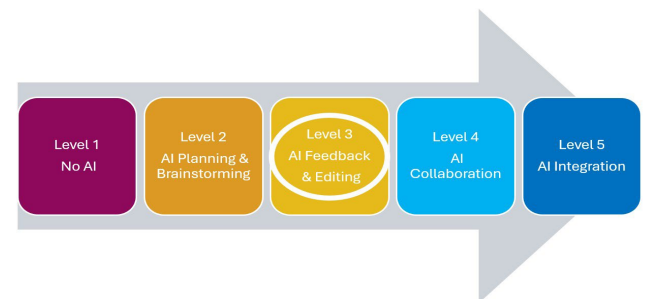 Level 1
No AI
Level 2
AI Planning &
Brainstorming
Level 3
AI Feedback
& Editing
Level 4
AI
Collaboration
Level 5
AI Integration